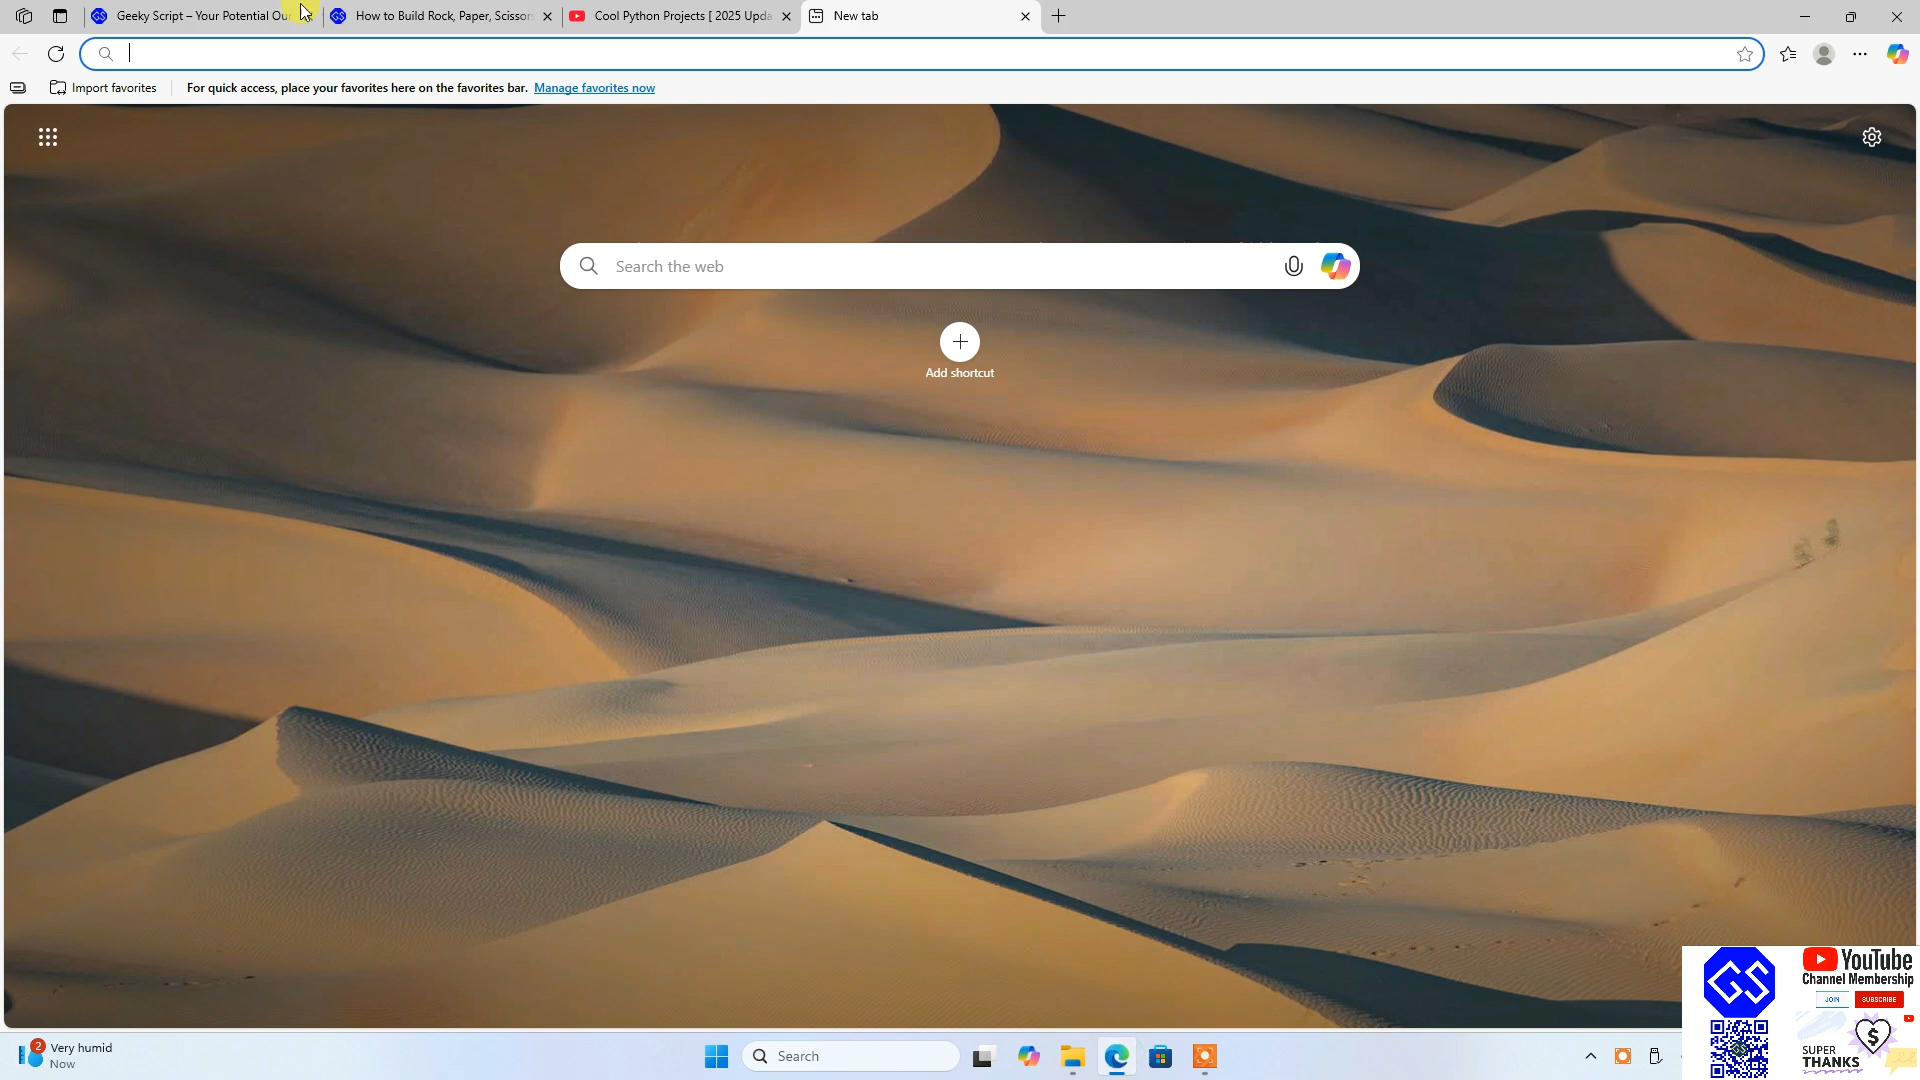 Geeky Script – Your Potential Ou
How to Build Rock, Paper, Scissor
Cool Python Projects [ 2025 Upda
New tab
Import favorites
For quick access, place your favorites here on the favorites bar. Manage favorites now
Search the web
Add shortcut
GS
YouTube
Channel Membership
JOIN
SUBSCRIBE
SUPER
THANKS
$
2
Very humid
Now
Search